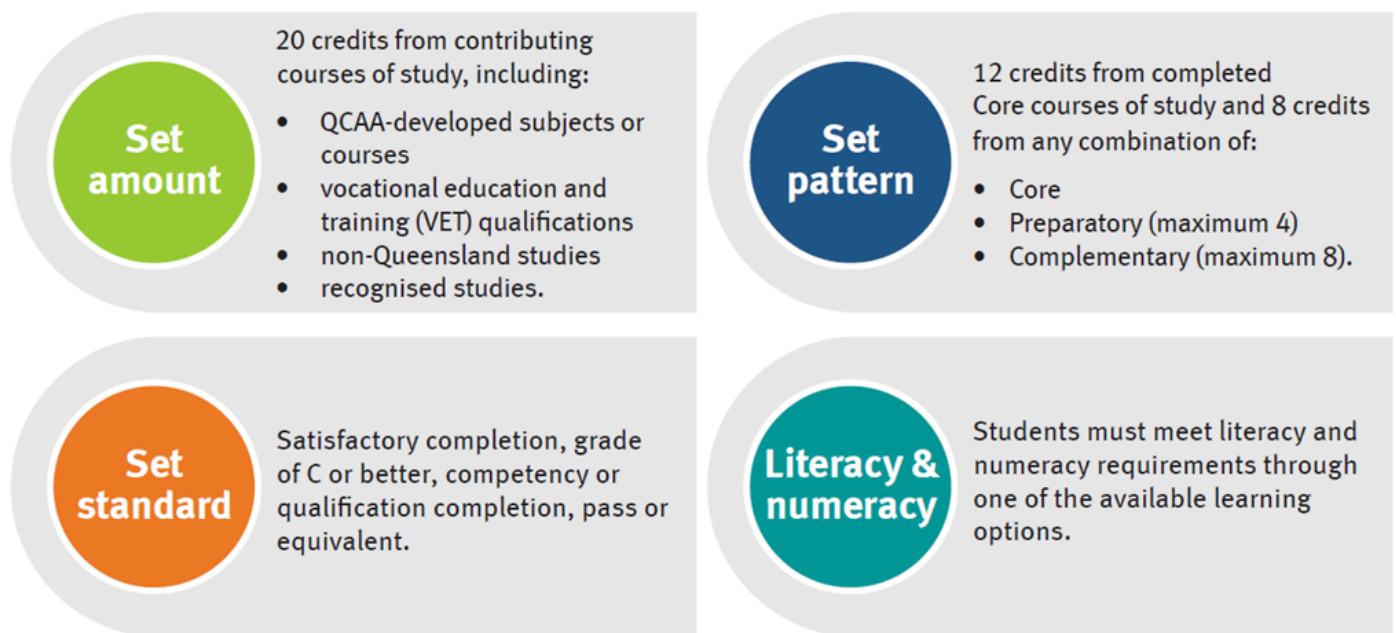 Set
amount
20 credits from contributing
courses of study, including:
• QCAA-developed subjects or
courses
• vocational education and
training (VET) qualifications
• non-Queensland studies
• recognised studies.
Set
pattern
12 credits from completed
Core courses of study and 8 credits
from any combination of:
• Core
• Preparatory (maximum 4)
• Complementary (maximum 8).
Set
standard
Satisfactory completion, grade
of C or better, competency or
qualification completion, pass or
equivalent.
Literacy &
numeracy
Students must meet literacy and
numeracy requirements through
one of the available learning
options.